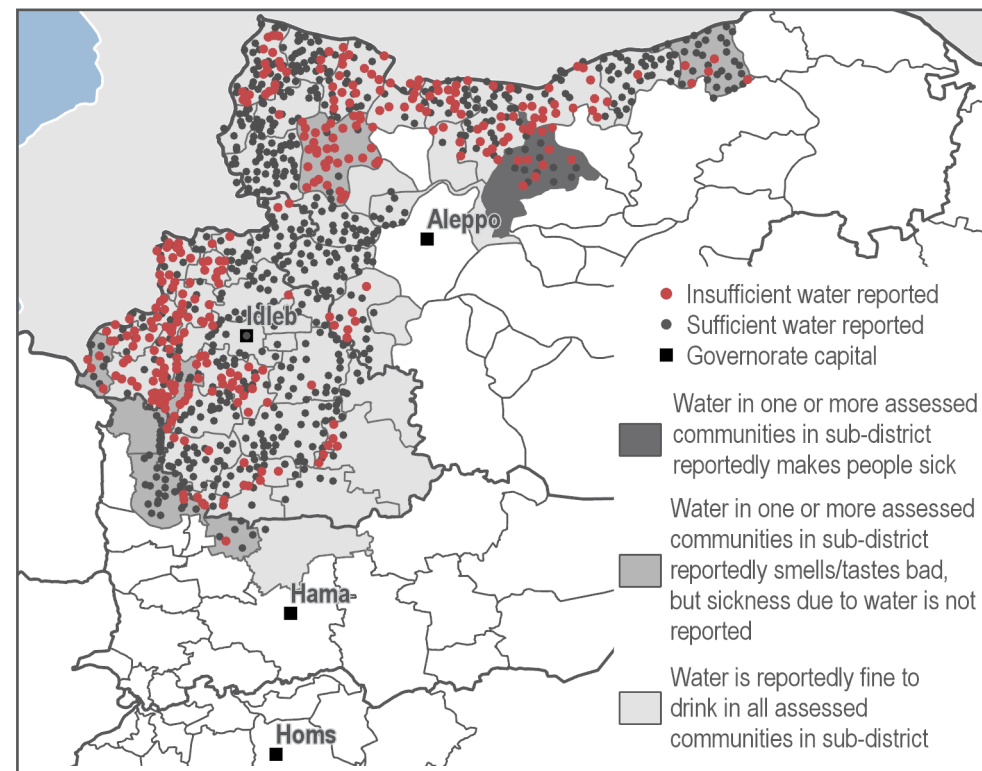 Aleppo
Idleb
Hama
Homs
Insufficient water reported
Sufficient water reported
Governorate capital
Water in one or more assessed
communities in sub-district
reportedly makes people sick
Water in one or more assessed
communities in sub-district
reportedly smells/tastes bad,
but sickness due to water is not
reported
Water is reportedly fine to
drink in all assessed
communities in sub-district